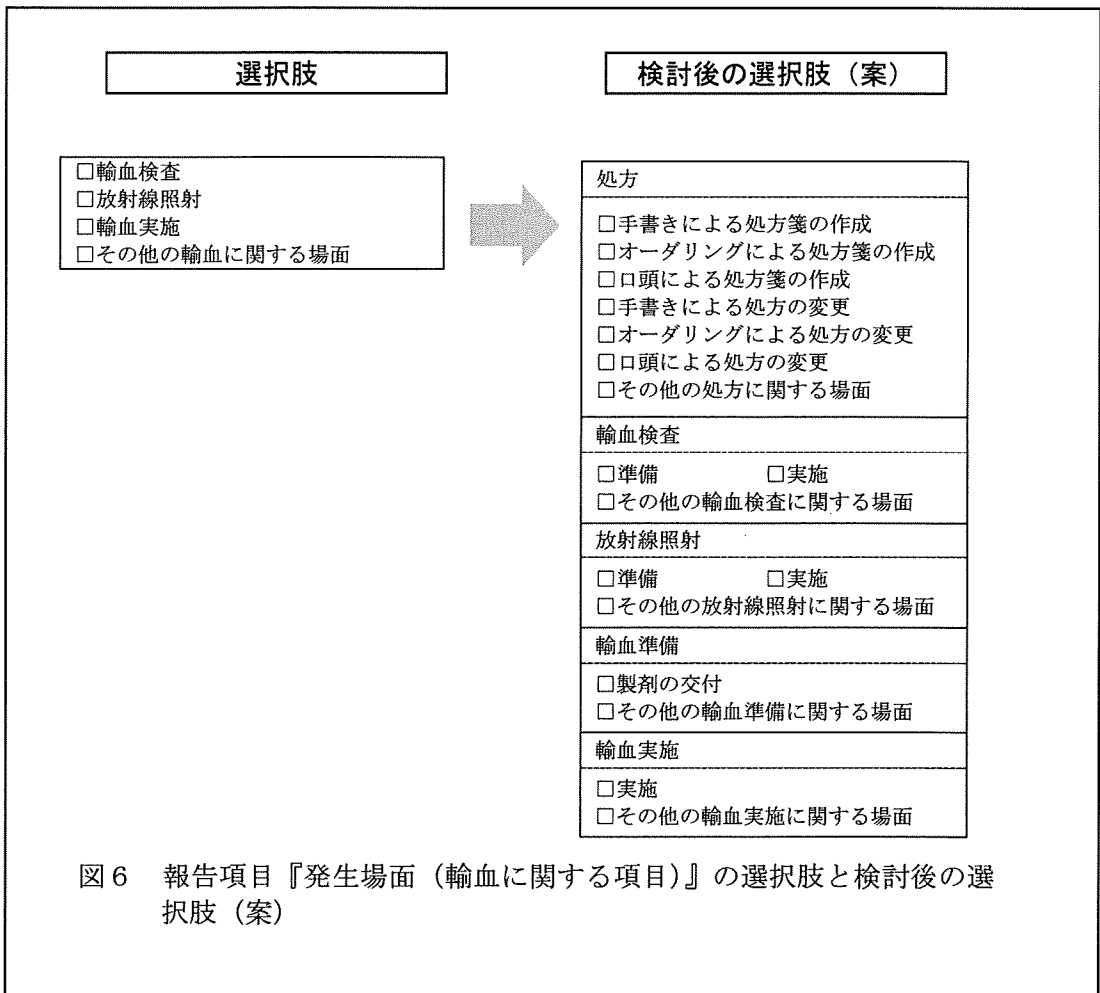 選択肢
検討後の選択肢（案）
□輸血検査
□放射線照射
□輸血実施
□その他の輸血に関する場面
処方
□手書きによる処方箋の作成
□オーダリングによる処方箋の作成
□口頭による処方箋の作成
□手書きによる処方の変更
□オーダリングによる処方の変更
□口頭による処方の変更
□その他の処方に関する場面
輸血検査
□準備 □実施
□その他の輸血検査に関する場面
放射線照射
□準備 □実施
□その他の放射線照射に関する場面
輸血準備
□製剤の交付
□その他の輸血準備に関する場面
輸血実施
□実施
□その他の輸血実施に関する場面
図６ 報告項目『発生場面（輸血に関する項目）』の選択肢と検討後の選
択肢（案）